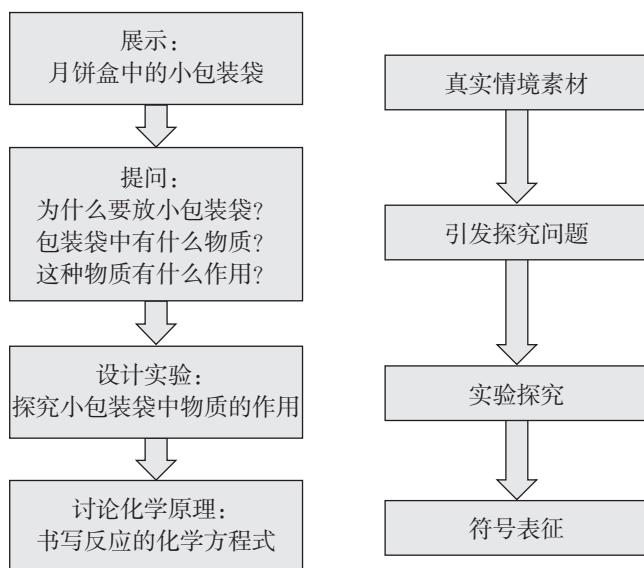 展示：
月饼盒中的小包装袋
提问：
为什么要放小包装袋？
包装袋中有什么物质？
这种物质有什么作用？
设计实验：
探究小包装袋中物质的作用
讨论化学原理：
书写反应的化学方程式
真实情境素材
引发探究问题
实验探究
符号表征